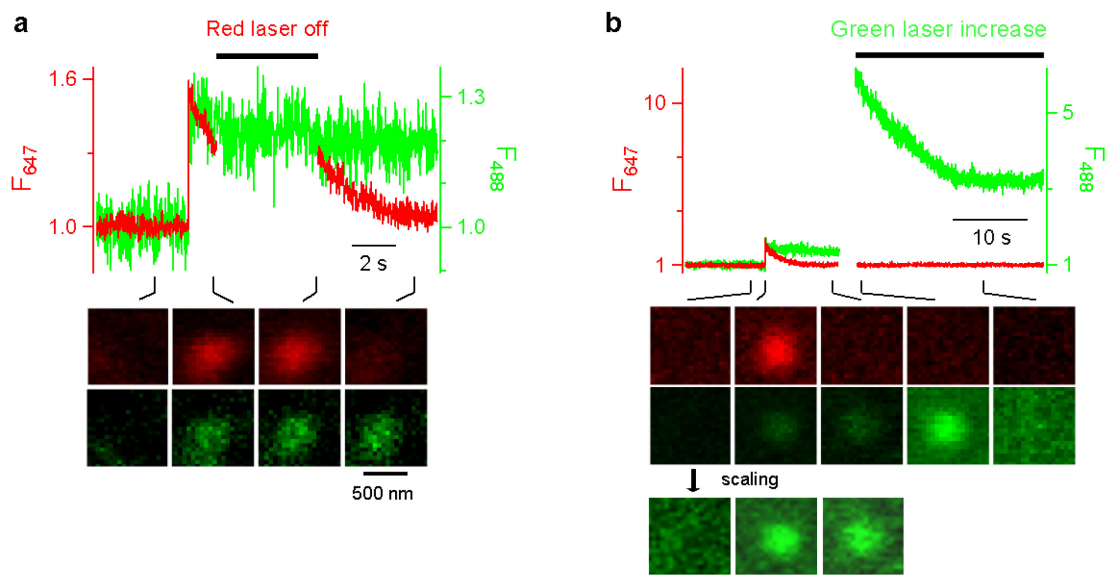 a
Red laser off
1.6
1.0
F647
1.3
1.0
F488
2 s
500 nm
b
Green laser increase
10
1
F647
5
1
F488
10 s
scaling